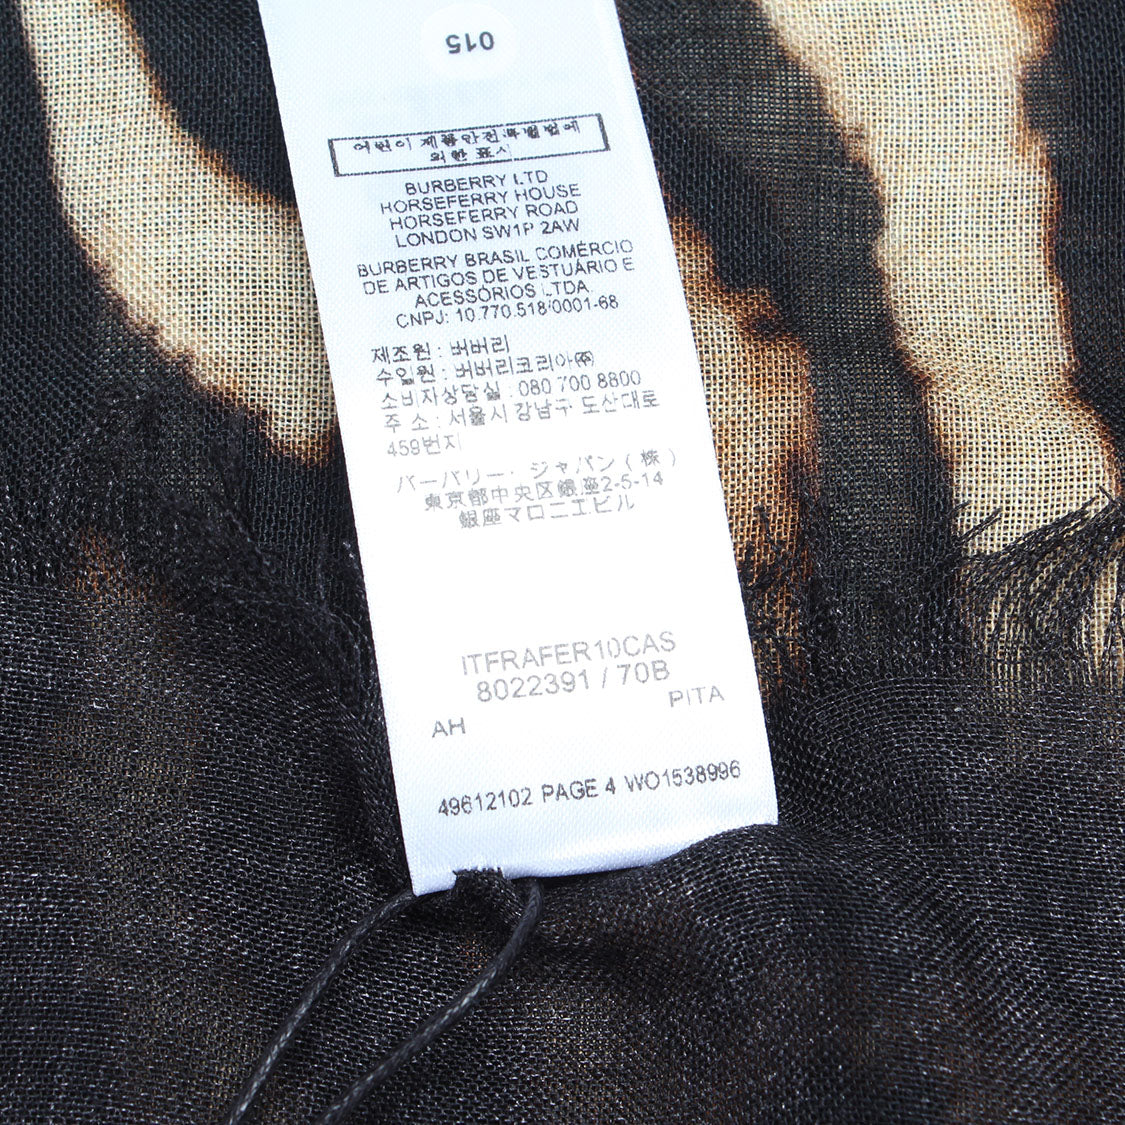 015
어린이 제품안전특별법에
의한 표시
BURBERRY LTD
HORSEFERRY HOUSE
HORSEFERRY ROAD
LONDON SW1P 2AW
BURBERRY BRASIL COMÉRCIO
DE ARTIGOS DE VESTUÁRIO E
ACESSÓRIOS LTDA.
CNPJ: 10.770.518/0001-68
제조원 : 버버리
수입원 : 버버리코리아㈜
소비자상담실 : 080 700 8800
주 소 : 서울시 강남구 도산대로
459번지
バーバリー・ジャパン(株)
東京都中央区銀座2-5-14
銀座マロニエビル
ITFRAFER10CAS
8022391 / 70B
PITA
AH
49612102 PAGE 4 WO1538996